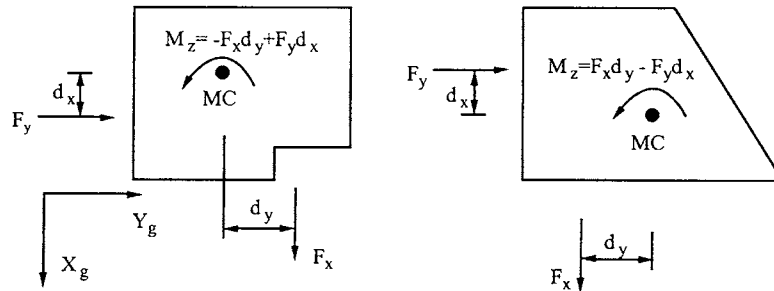 M_z= -F_xd_y+F_yd_x
d_x
MC
F_y
Y_g
d_y
X_g
F_x
F_y
M_z=F_xd_y - F_yd_x
d_x
MC
d_y
F_x